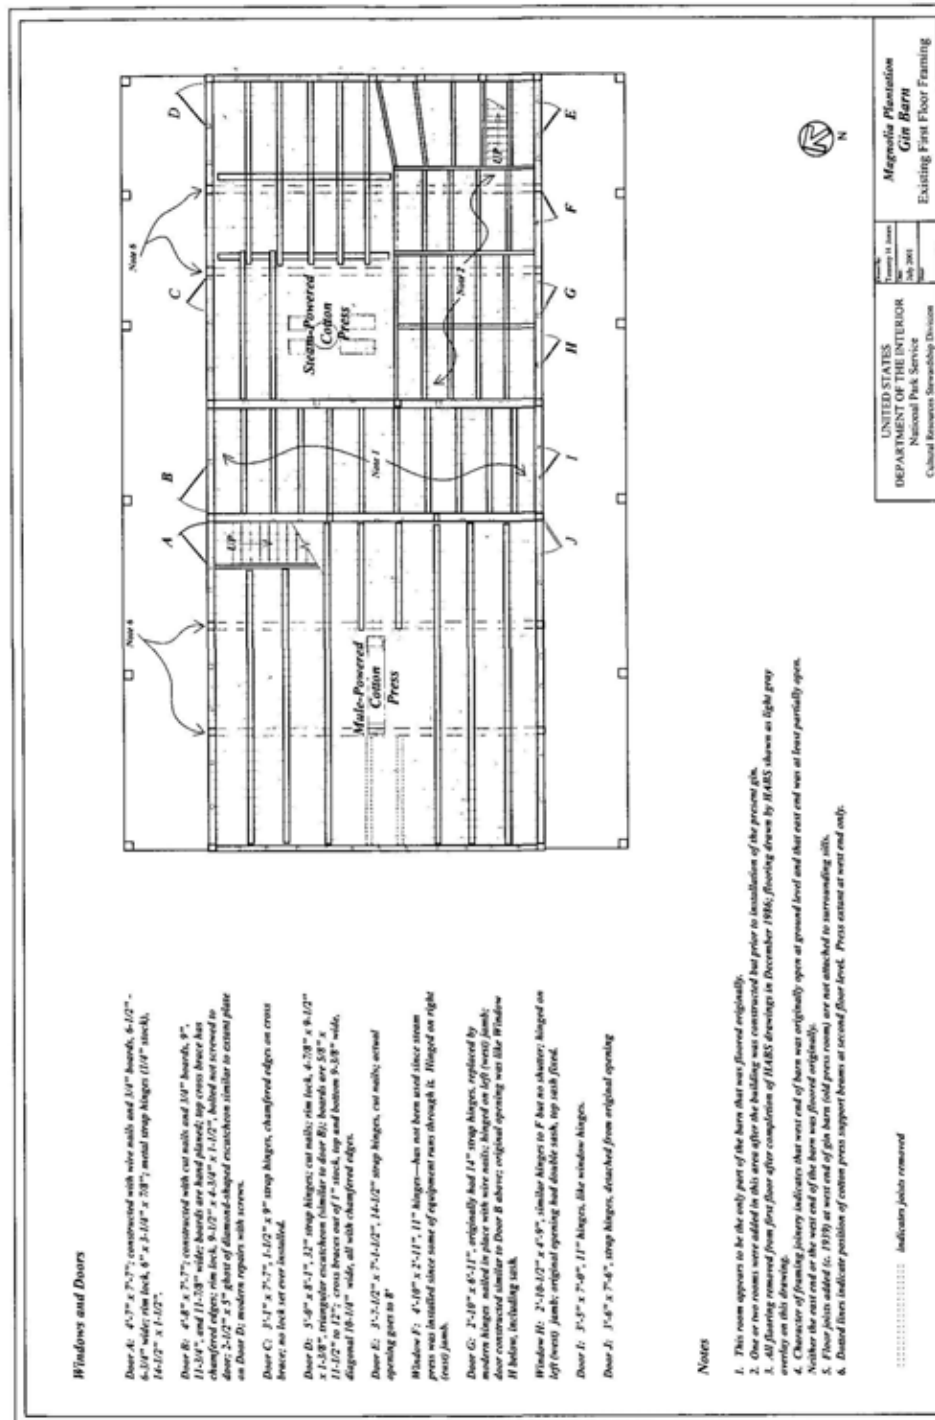 Windows and Doors
Door A: 4'-7" x 7'-7"; constructed with wire nails and 3/4" boards, 6-1/2" -
6-3/4" wide; rim lock, 6" x 3-1/4" x 7/8"; metal strap hinges (1/4" stock),
14-1/2" x 1-1/2".
Door B: 4'-8" x 7'-7"; constructed with cut nails and 3/4" boards, 9",
11-3/4", and 11-7/8" wide; boards are hand planed; top cross brace has
chamfered edges; rim lock, 9-1/2" x 4-3/4" x 1-1/2", bolted not screwed to
door; 2-1/2" x 5" ghost of diamond-shaped escutcheon similar to extant plate
on Door D; modern repairs with screws.
Door C: 3'-1" x 7'-7", 1-1/2" x 9" strap hinges, chamfered edges on cross
brace; no lock set ever installed.
Door D: 5'-0" x 8'-1", 32" strap hinges; cut nails; rim lock, 4-7/8" x 9-1/2"
x 1-3/8", triangular escutcheon (similar to door B); boards are 5/8" x
11-1/2" to 12"; cross braces out of 1" stock, top and bottom 9-3/8" wide,
diagonal 10-1/4" wide, all with chamfered edges.
Door E: 3'-7-1/2" x 7'-1-1/2", 14-1/2" strap hinges, cut nails; actual
opening goes to 8'
Window F: 4'-10" x 2'-11", 11" hinges—has not been used since steam
press was installed since some of equipment runs through it. Hinged on right
(east) jamb.
Door G: 2'-10" x 6'-11", originally had 14" strap hinges, replaced by
modern hinges nailed in place with wire nails; hinged on left (west) jamb;
door constructed similar to Door B above; original opening was like Window
H below, including sash.
Window H: 2'-10-1/2" x 4'-9", similar hinges to F but no shutter; hinged on
left (west) jamb; original opening had double sash, top sash fixed.
Door I: 3'-5" x 7'-0", 11" hinges, like window hinges.
Door J: 3'-6" x 7'-6", strap hinges, detached from original opening
Note 6
Note 6
A
B
C
D
UP
UP
Mule-Powered
Cotton
Press
Note 1
Steam-Powered
Cotton
Press
Note 2
J
I
H
G
F
E
Notes
1. This room appears to be the only part of the barn that was floored originally.
2. One or two rooms were added in this area after the building was constructed but prior to installation of the present gin.
3. All flooring removed from first floor after completion of HABS drawings in December 1986; flooring drawn by HABS shown as light gray
overlay on this drawing.
4. Character of framing joinery indicates that west end of barn was originally open at ground level and that east end was at least partially open.
Neither the east end or the west end of the barn was floored originally.
5. Floor joists added (c. 1939) at west end of gin barn (old press room) are not attached to surrounding sills.
6. Dotted lines indicate position of cotton press support beams at second floor level. Press extant at west end only.
indicates joists removed
N
UNITED STATES
DEPARTMENT OF THE INTERIOR
National Park Service
Cultural Resources Stewardship Division
Tommy H. Jones
July 2001
Magnolia Plantation
Gin Barn
Existing First Floor Framing